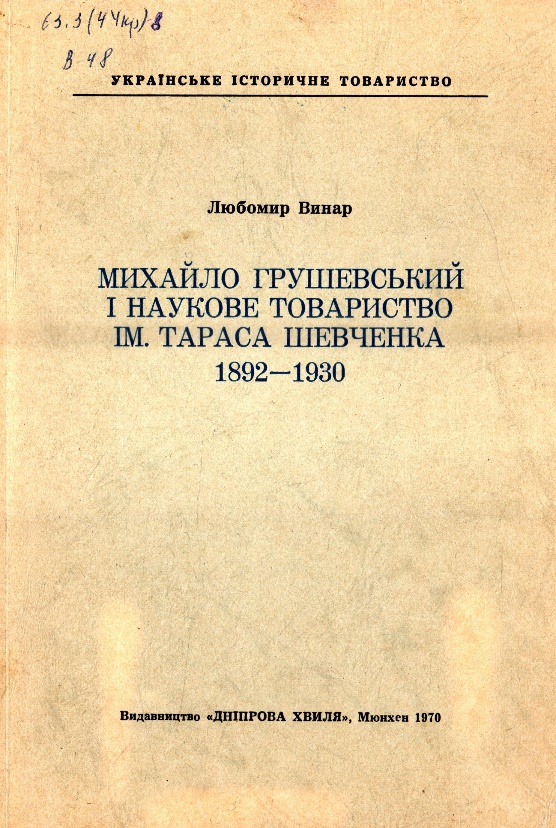 63.3(4Укр)
В 48
УКРАЇНСЬКЕ ІСТОРИЧНЕ ТОВАРИСТВО
Любомир Винар
МИХАЙЛО ГРУШЕВСЬКИЙ
І НАУКОВЕ ТОВАРИСТВО
ІМ. ТАРАСА ШЕВЧЕНКА
1892—1930
Видавництво «ДНІПРОВА ХВИЛЯ», Мюнхен 1970